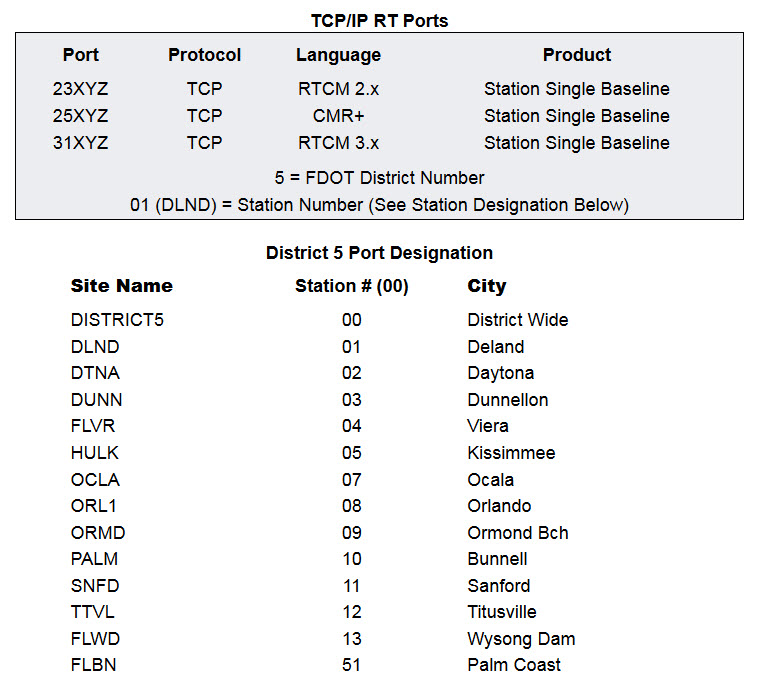 TCP/IP RT Ports
Port Protocol Language Product
23XYZ TCP RTCM 2.x Station Single Baseline
25XYZ TCP CMR+ Station Single Baseline
31XYZ TCP RTCM 3.x Station Single Baseline
5 = FDOT District Number
01 (DLND) = Station Number (See Station Designation Below)
District 5 Port Designation
Site Name Station # (00) City
DISTRICT5 00 District Wide
DLND 01 Deland
DTNA 02 Daytona
DUNN 03 Dunnellon
FLVR 04 Viera
HULK 05 Kissimmee
OCLA 07 Ocala
ORL1 08 Orlando
ORMD 09 Ormond Bch
PALM 10 Bunnell
SNFD 11 Sanford
TTVL 12 Titusville
FLWD 13 Wysong Dam
FLBN 51 Palm Coast